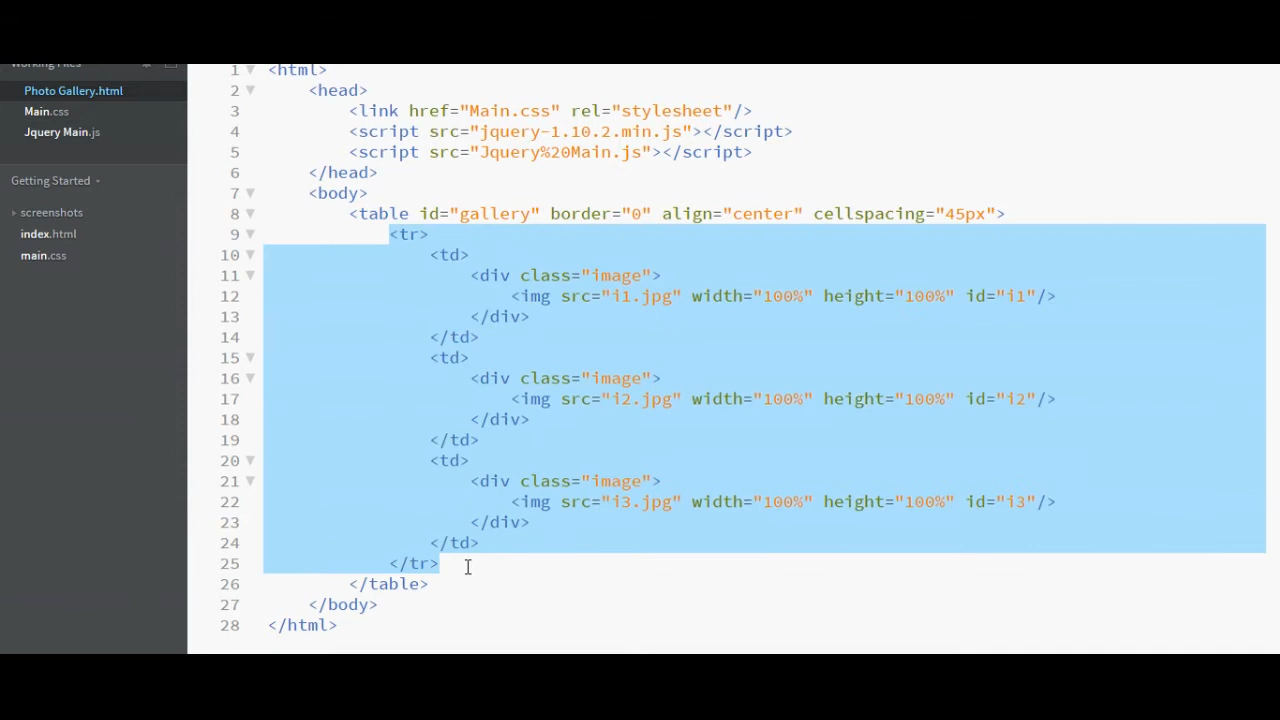 Working Files
Photo Gallery.html
Main.css
Jquery Main.js
Getting Started
screenshots
index.html
main.css
1 <html>
2 <head>
3 <link href="Main.css" rel="stylesheet"/>
4 <script src="jquery-1.10.2.min.js"></script>
5 <script src="Jquery%20Main.js"></script>
6 </head>
7 <body>
8 <table id="gallery" border="0" align="center" cellspacing="45px">
9 <tr>
10 <td>
11 <div class="image">
12 <img src="i1.jpg" width="100%" height="100%" id="i1"/>
13 </div>
14 </td>
15 <td>
16 <div class="image">
17 <img src="i2.jpg" width="100%" height="100%" id="i2"/>
18 </div>
19 </td>
20 <td>
21 <div class="image">
22 <img src="i3.jpg" width="100%" height="100%" id="i3"/>
23 </div>
24 </td>
25 </tr>
26 </table>
27 </body>
28 </html>